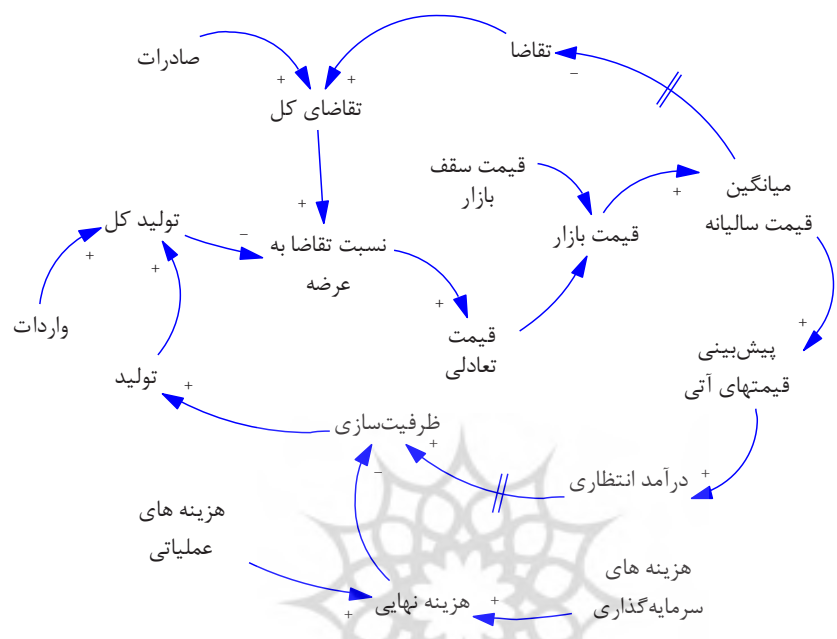 تقاضا
صادرات
تقاضای کل
قیمت سقف
بازار
میانگین
قیمت سالیانه
تولید کل
نسبت تقاضا به
عرضه
قیمت بازار
واردات
قیمت
تعادلی
پیش‌بینی
قیمتهای آتی
تولید
ظرفیت‌سازی
درآمد انتظاری
هزینه های
عملیاتی
هزینه های
سرمایه‌گذاری
هزینه نهایی